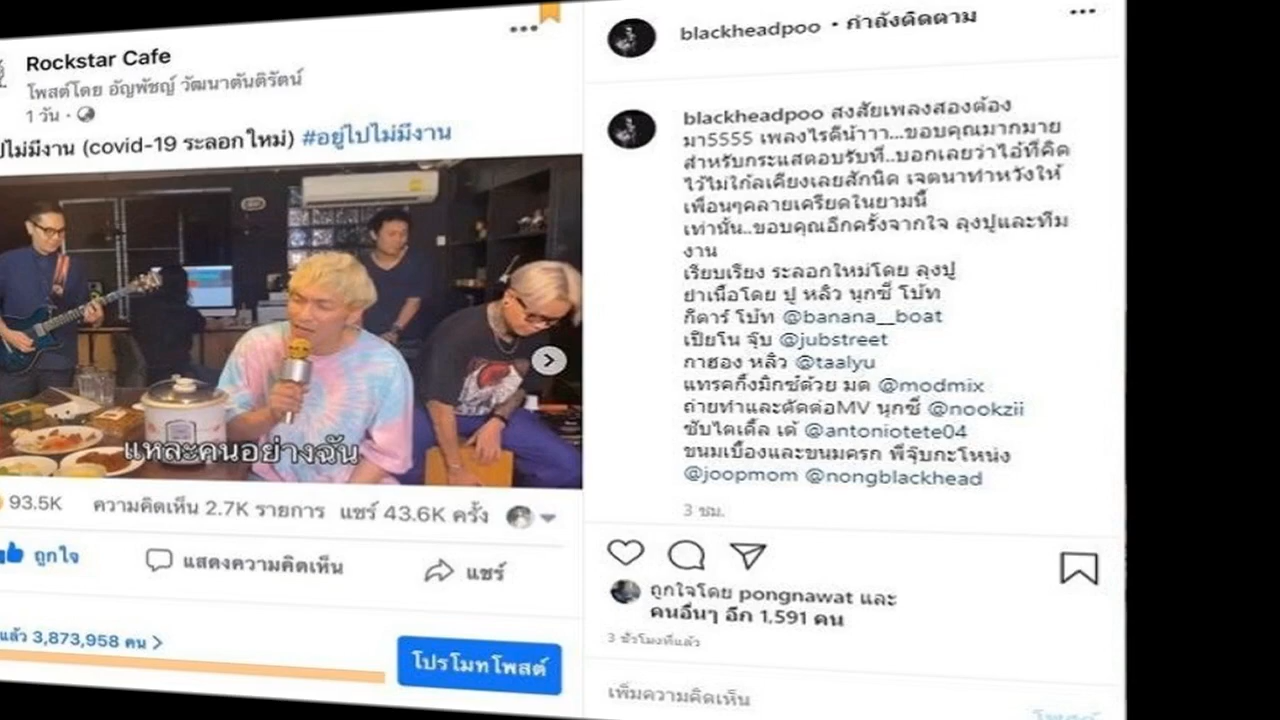 Rockstar Cafe
โพสต์โดย อัญพัชญ์ วัฒนาตันติรัตน์
1 วัน ·
ปไม่มีงาน (covid-19 ระลอกใหม่) #อยู่ไปไม่มีงาน
แหละคนอย่างฉัน
93.5K ความคิดเห็น 2.7K รายการ แชร์ 43.6K ครั้ง
ถูกใจ แสดงความคิดเห็น แชร์
แล้ว 3,873,958 คน >
โปรโมทโพสต์
blackheadpoo • กำลังติดตาม
blackheadpoo สงสัยเพลงสองต้อง
มา5555 เพลงไรดีน้าาา...ขอบคุณมากมาย
สำหรับกระแสตอบรับที่..บอกเลยว่าไอ้ที่คิด
ไว้ไม่ใกล้เคียงเลยสักนิด เจตนาทำหวังให้
เพื่อนๆคลายเครียดในยามนี้
เท่านั้น..ขอบคุณอีกครั้งจากใจ ลุงปูและทีม
งาน
เรียบเรียง ระลอกใหม่โดย ลุงปู
ยำเนื้อโดย ปู หลิว นุกซี่ โบ้ท
กีตาร์ โบ้ท @banana__boat
เปียโน จุ๊บ @jubstreet
กาฮอง หลิว @taalyu
แทรคกิ้งมิกซ์ด้วย มด @modmix
ถ่ายทำและตัดต่อMV นุกซี่ @nookzii
ซับไตเติ้ล เต้ @antoniotete04
ขนมเบื้องและขนมครก พี่จุ๊บกะโหน่ง
@joopmom @nongblackhead
3 ชม.
ถูกใจโดย pongnawat และ
คนอื่นๆ อีก 1,591 คน
3 ชั่วโมงที่แล้ว
เพิ่มความคิดเห็น
โพสต์